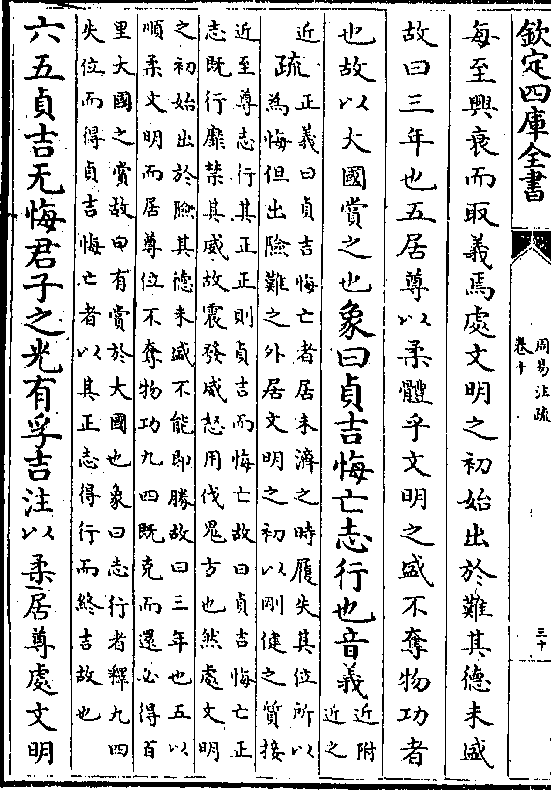 欽定四庫全書
周易注疏
卷十
三十
每至興衰而取義焉處文明之初始出於難其德未盛
故曰三年也五居尊以柔體乎文明之盛不奪物功者
也故以大國賞之也象曰貞吉悔亡志行也音義近附
近之
近疏正義曰貞吉悔亡者居未濟之時履失其位所以
為悔但出險難之外居文明之初以剛健之質接
近至尊志行其正正則貞吉而悔亡故曰貞吉悔亡正
志既行靡禁其威故震發威怒用伐鬼方也然處文明
之初始出於險其德未盛不能即勝故曰三年也五以
順柔文明而居尊位不奪物功九四既克而還必得百
里大國之賞故曰有賞於大國也象曰志行者釋九四
失位而得貞吉悔亡者以其正志得行而終吉故也
六五貞吉无悔君子之光有孚吉注以柔居尊處文明